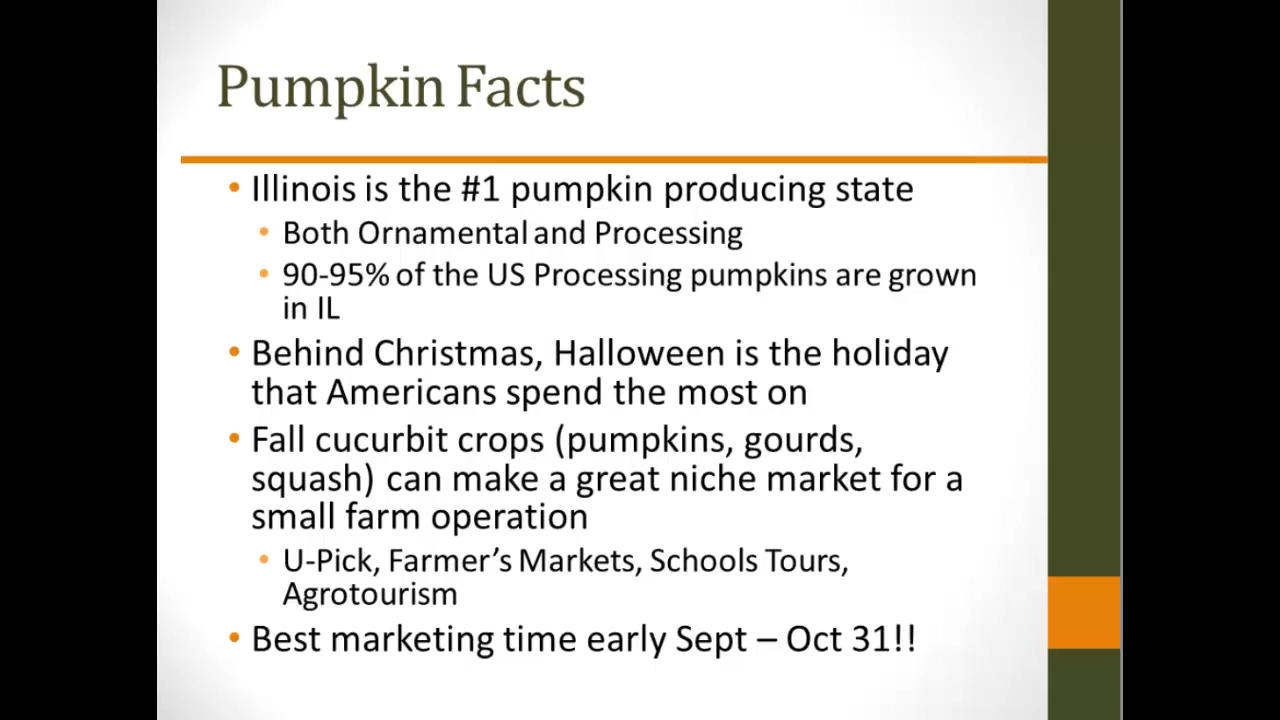 Pumpkin Facts
• Illinois is the #1 pumpkin producing state
• Both Ornamental and Processing
• 90-95% of the US Processing pumpkins are grown
in IL
• Behind Christmas, Halloween is the holiday
that Americans spend the most on
• Fall cucurbit crops (pumpkins, gourds,
squash) can make a great niche market for a
small farm operation
• U-Pick, Farmer’s Markets, Schools Tours,
Agrotourism
• Best marketing time early Sept – Oct 31!!